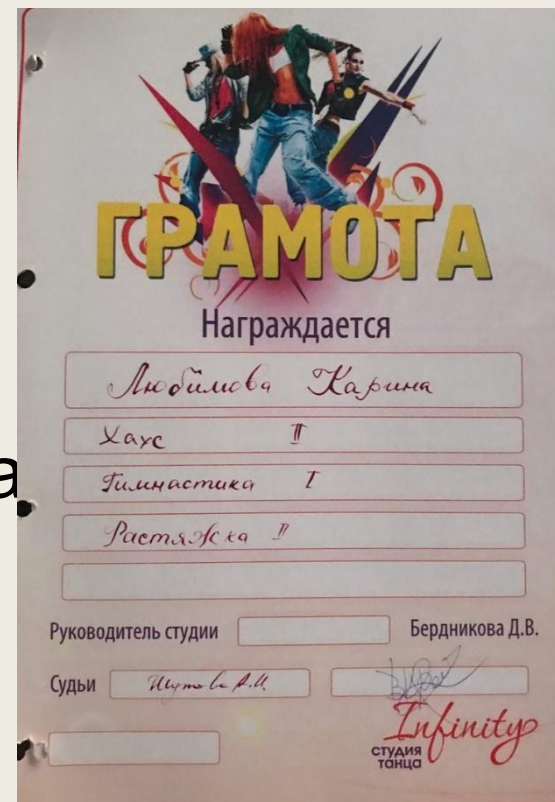 ГРАМОТА
Награждается
Любимова Карина
Хаус II
Гимнастика I
Растяжка II
а
Руководитель студии Бердникова Д.В.
Судьи А.И.
Infinity
студия
танца